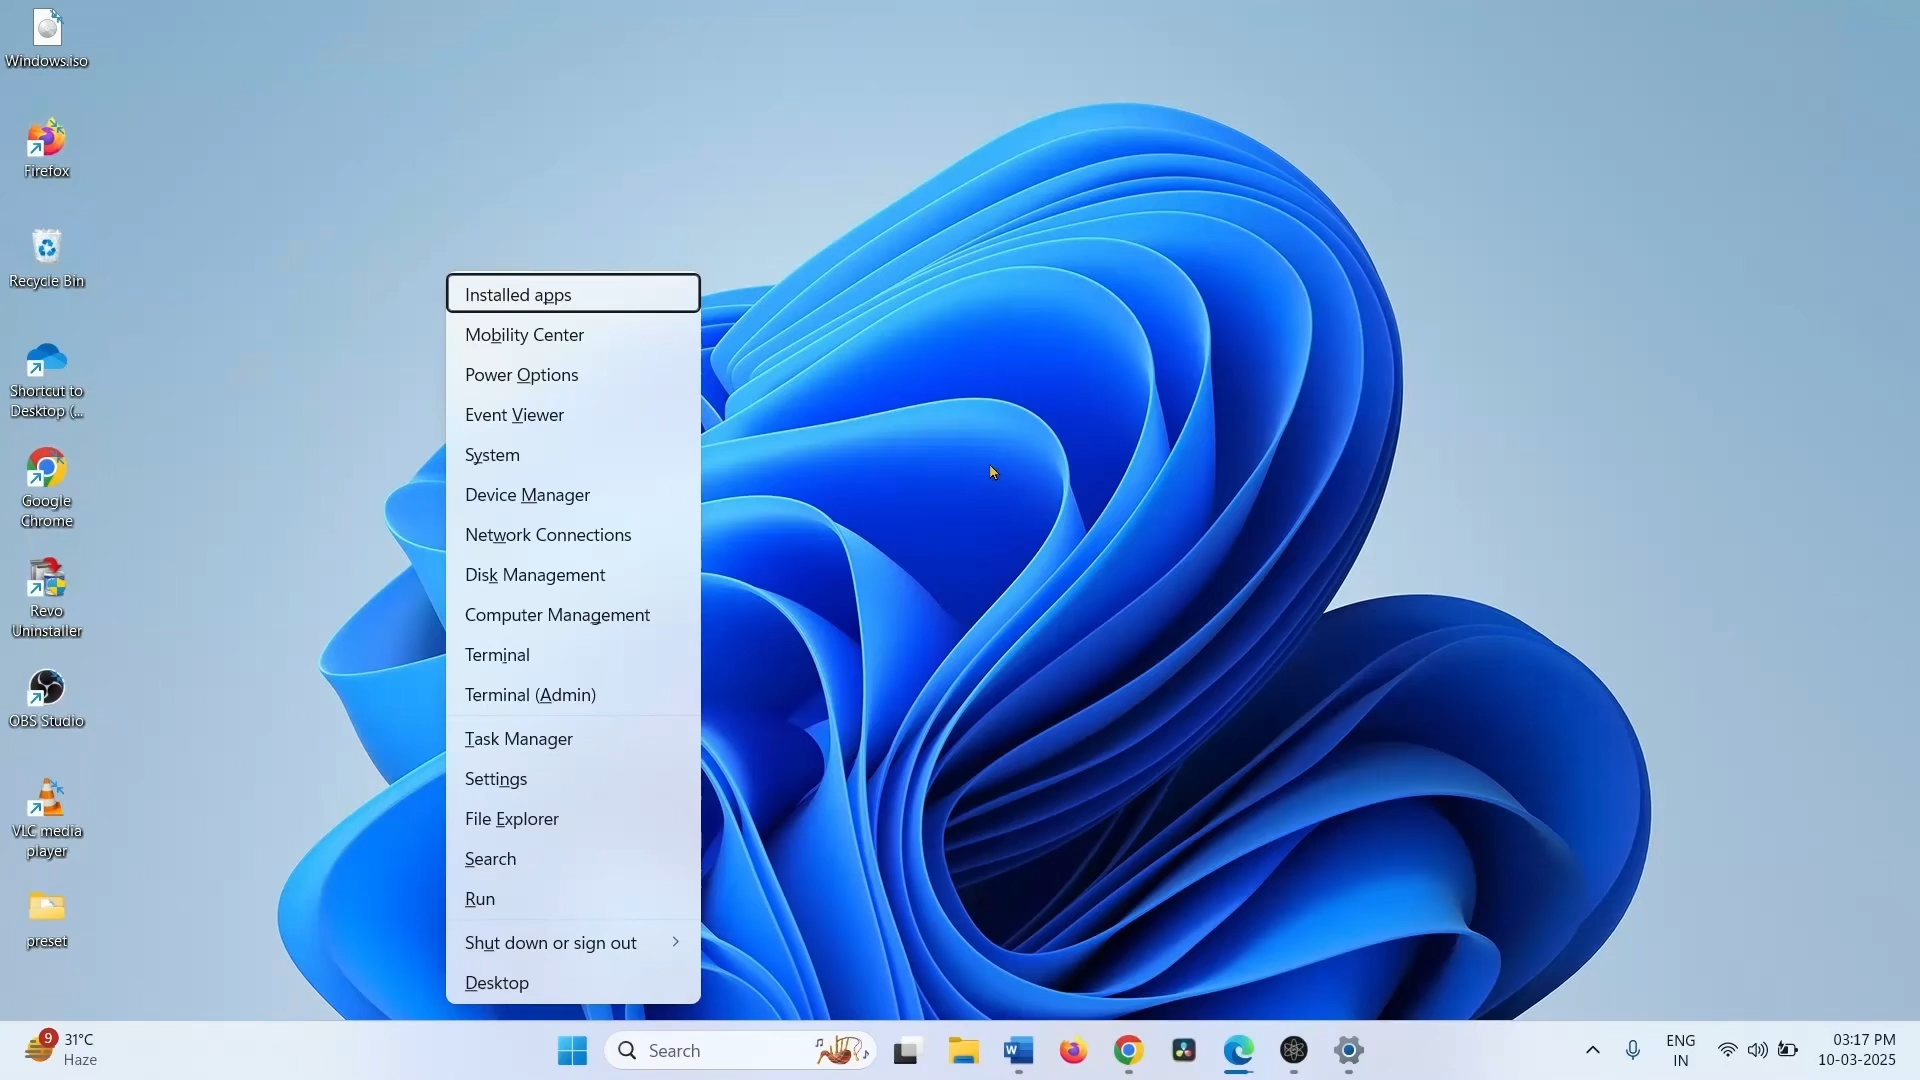 Windows.iso
Firefox
Recycle Bin
Shortcut to
Desktop (...
Google
Chrome
Revo
Uninstaller
OBS Studio
VLC media
player
preset
Installed apps
Mobility Center
Power Options
Event Viewer
System
Device Manager
Network Connections
Disk Management
Computer Management
Terminal
Terminal (Admin)
Task Manager
Settings
File Explorer
Search
Run
Shut down or sign out
Desktop
9
31°C
Haze
Search
W
ENG
IN
03:17 PM
10-03-2025